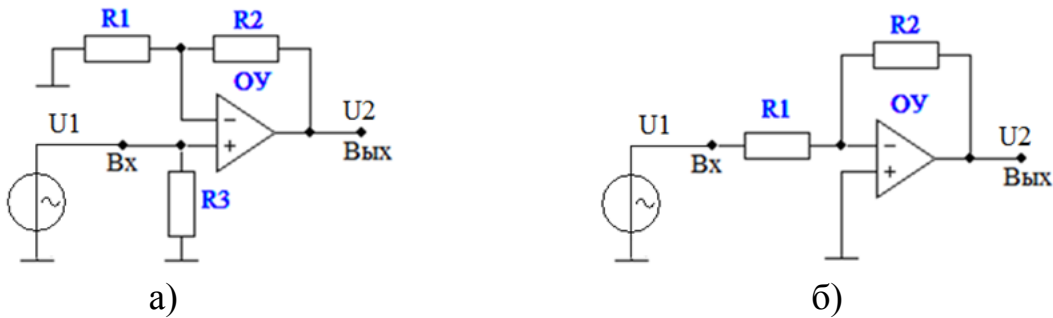 R1 R2
ОУ
U1
Вх
− +
U2
Вых
R3
а)
R2
R1
ОУ
U1
Вх
− +
U2
Вых
б)